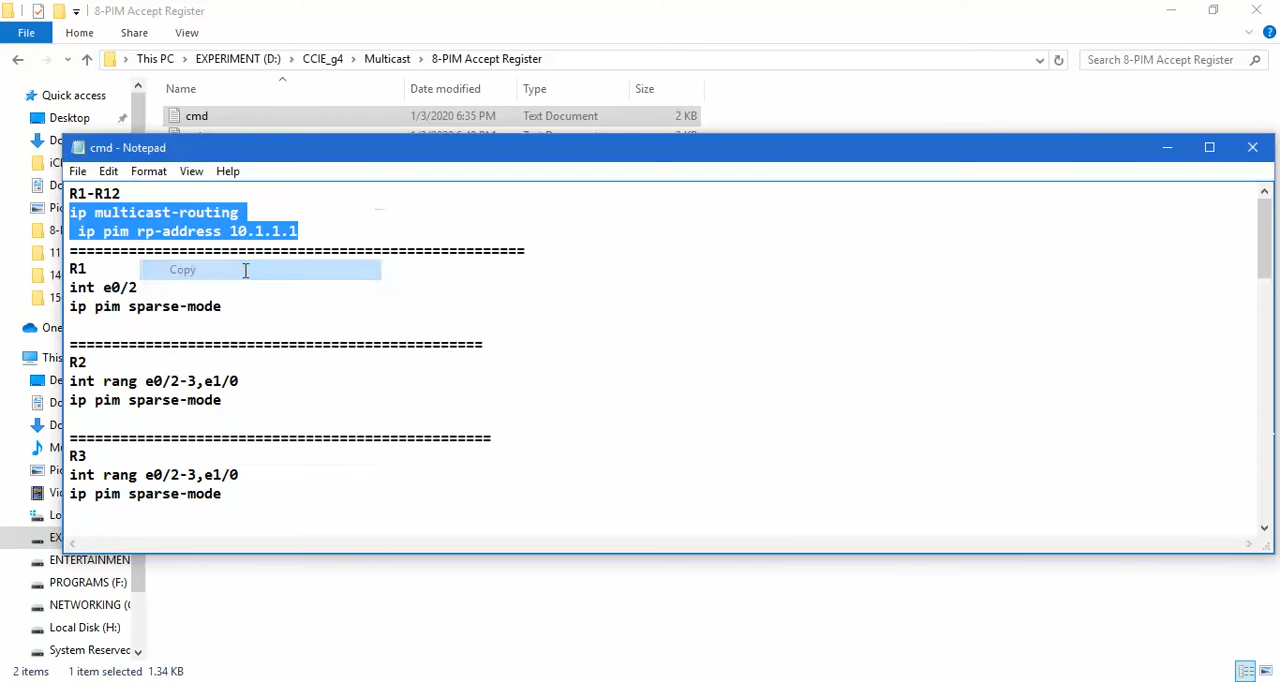 8-PIM Accept Register
File Home Share View
This PC EXPERIMENT (D:) CCIE_g4 Multicast 8-PIM Accept Register
Search 8-PIM Accept Register
Name Date modified Type Size
Quick access
Desktop
cmd 1/3/2020 6:35 PM Text Document 2 KB
cmd - Notepad
File Edit Format View Help
R1-R12
ip multicast-routing
ip pim rp-address 10.1.1.1
======================================================
R1
Copy
int e0/2
ip pim sparse-mode
=================================================
R2
int rang e0/2-3,e1/0
ip pim sparse-mode
==================================================
R3
int rang e0/2-3,e1/0
ip pim sparse-mode
ENTERTAINMEN
PROGRAMS (F:)
NETWORKING (
Local Disk (H:)
System Reserved
2 items 1 item selected 1.34 KB